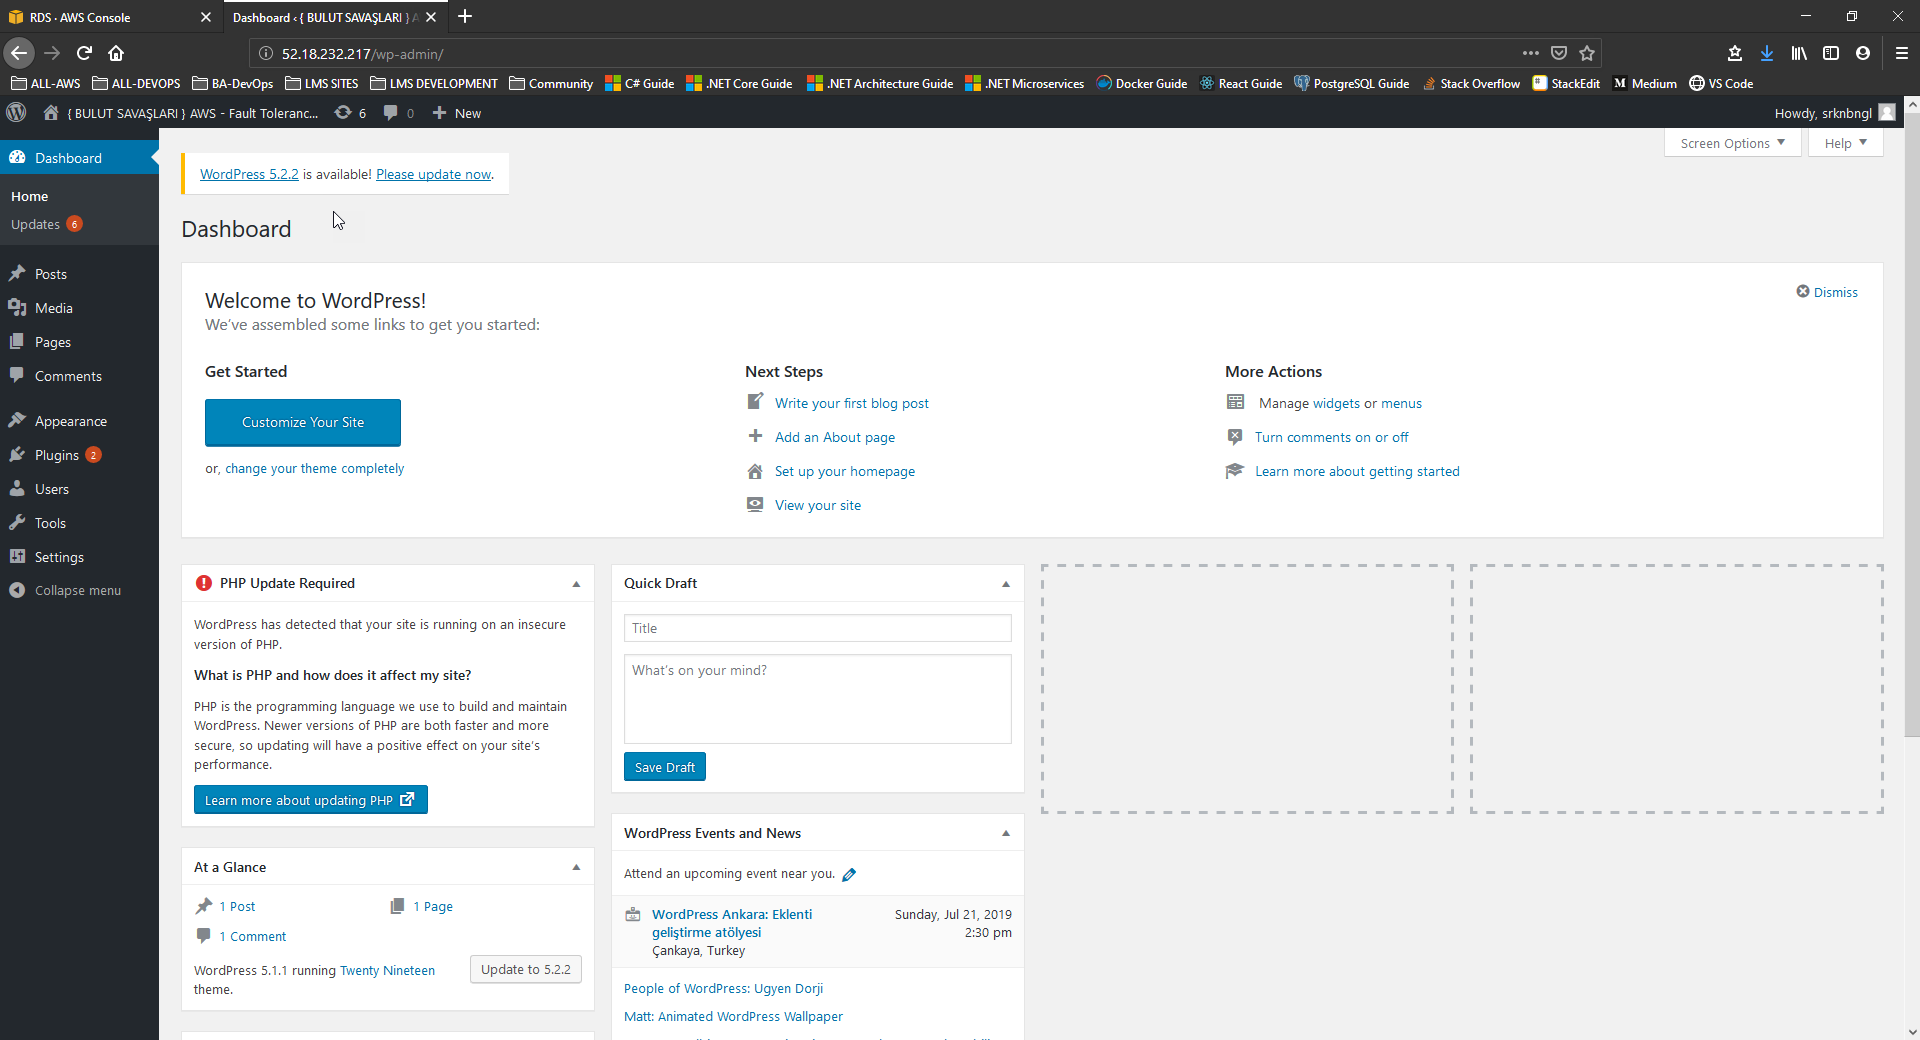 RDS · AWS Console
Dashboard ‹ { BULUT SAVAŞLARI } A
52.18.232.217/wp-admin/
ALL-AWS ALL-DEVOPS BA-DevOps LMS SITES LMS DEVELOPMENT Community C# Guide .NET Core Guide .NET Architecture Guide .NET Microservices Docker Guide React Guide PostgreSQL Guide Stack Overflow StackEdit Medium VS Code
{ BULUT SAVAŞLARI } AWS - Fault Toleranc... 6 0 New Howdy, srknbngl
Screen Options Help
Dashboard
Home
Updates 6
Posts
Media
Pages
Comments
Appearance
Plugins 2
Users
Tools
Settings
Collapse menu
WordPress 5.2.2 is available! Please update now.
Dashboard
Welcome to WordPress!
We've assembled some links to get you started:
Dismiss
Get Started
Customize Your Site
or, change your theme completely
Next Steps
Write your first blog post
Add an About page
Set up your homepage
View your site
More Actions
Manage widgets or menus
Turn comments on or off
Learn more about getting started
PHP Update Required
WordPress has detected that your site is running on an insecure
version of PHP.
What is PHP and how does it affect my site?
PHP is the programming language we use to build and maintain
WordPress. Newer versions of PHP are both faster and more
secure, so updating will have a positive effect on your site's
performance.
Learn more about updating PHP
At a Glance
1 Post
1 Page
1 Comment
WordPress 5.1.1 running Twenty Nineteen
theme.
Update to 5.2.2
Quick Draft
Title
What's on your mind?
Save Draft
WordPress Events and News
Attend an upcoming event near you.
WordPress Ankara: Eklenti
geliştirme atölyesi
Çankaya, Turkey
Sunday, Jul 21, 2019
2:30 pm
People of WordPress: Ugyen Dorji
Matt: Animated WordPress Wallpaper